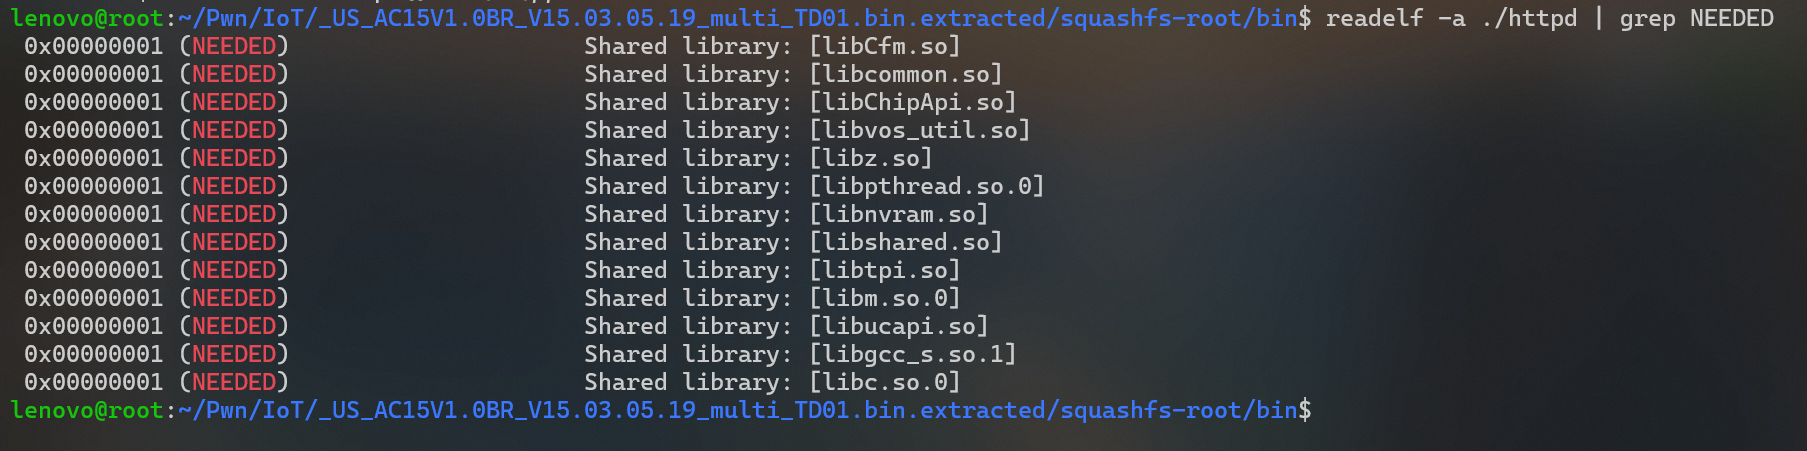 lenovo@root:~/Pwn/IoT/_US_AC15V1.0BR_V15.03.05.19_multi_TD01.bin.extracted/squashfs-root/bin$ readelf -a ./httpd | grep NEEDED
0x00000001 (NEEDED) Shared library: [libCfm.so]
0x00000001 (NEEDED) Shared library: [libcommon.so]
0x00000001 (NEEDED) Shared library: [libChipApi.so]
0x00000001 (NEEDED) Shared library: [libvos_util.so]
0x00000001 (NEEDED) Shared library: [libz.so]
0x00000001 (NEEDED) Shared library: [libpthread.so.0]
0x00000001 (NEEDED) Shared library: [libnvram.so]
0x00000001 (NEEDED) Shared library: [libshared.so]
0x00000001 (NEEDED) Shared library: [libtpi.so]
0x00000001 (NEEDED) Shared library: [libm.so.0]
0x00000001 (NEEDED) Shared library: [libucapi.so]
0x00000001 (NEEDED) Shared library: [libgcc_s.so.1]
0x00000001 (NEEDED) Shared library: [libc.so.0]
lenovo@root:~/Pwn/IoT/_US_AC15V1.0BR_V15.03.05.19_multi_TD01.bin.extracted/squashfs-root/bin$